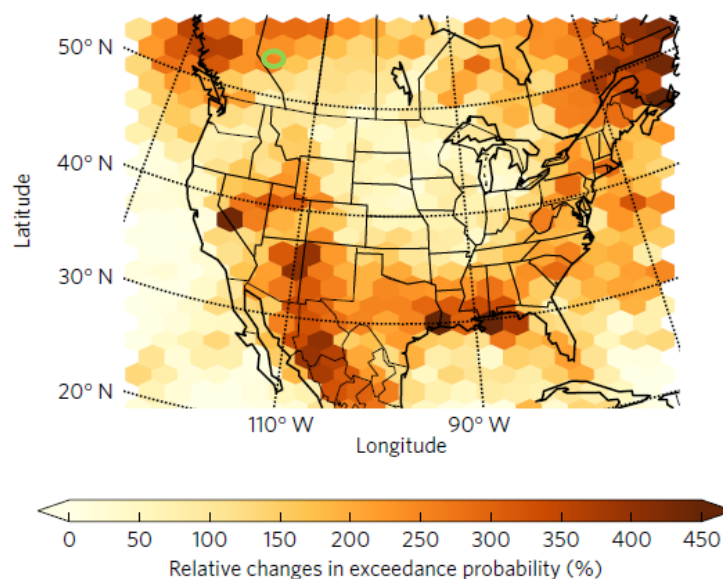 50° N
40° N
30° N
20° N
Latitude
110° W
90° W
Longitude
0 50 100 150 200 250 300 350 400 450
Relative changes in exceedance probability (%)